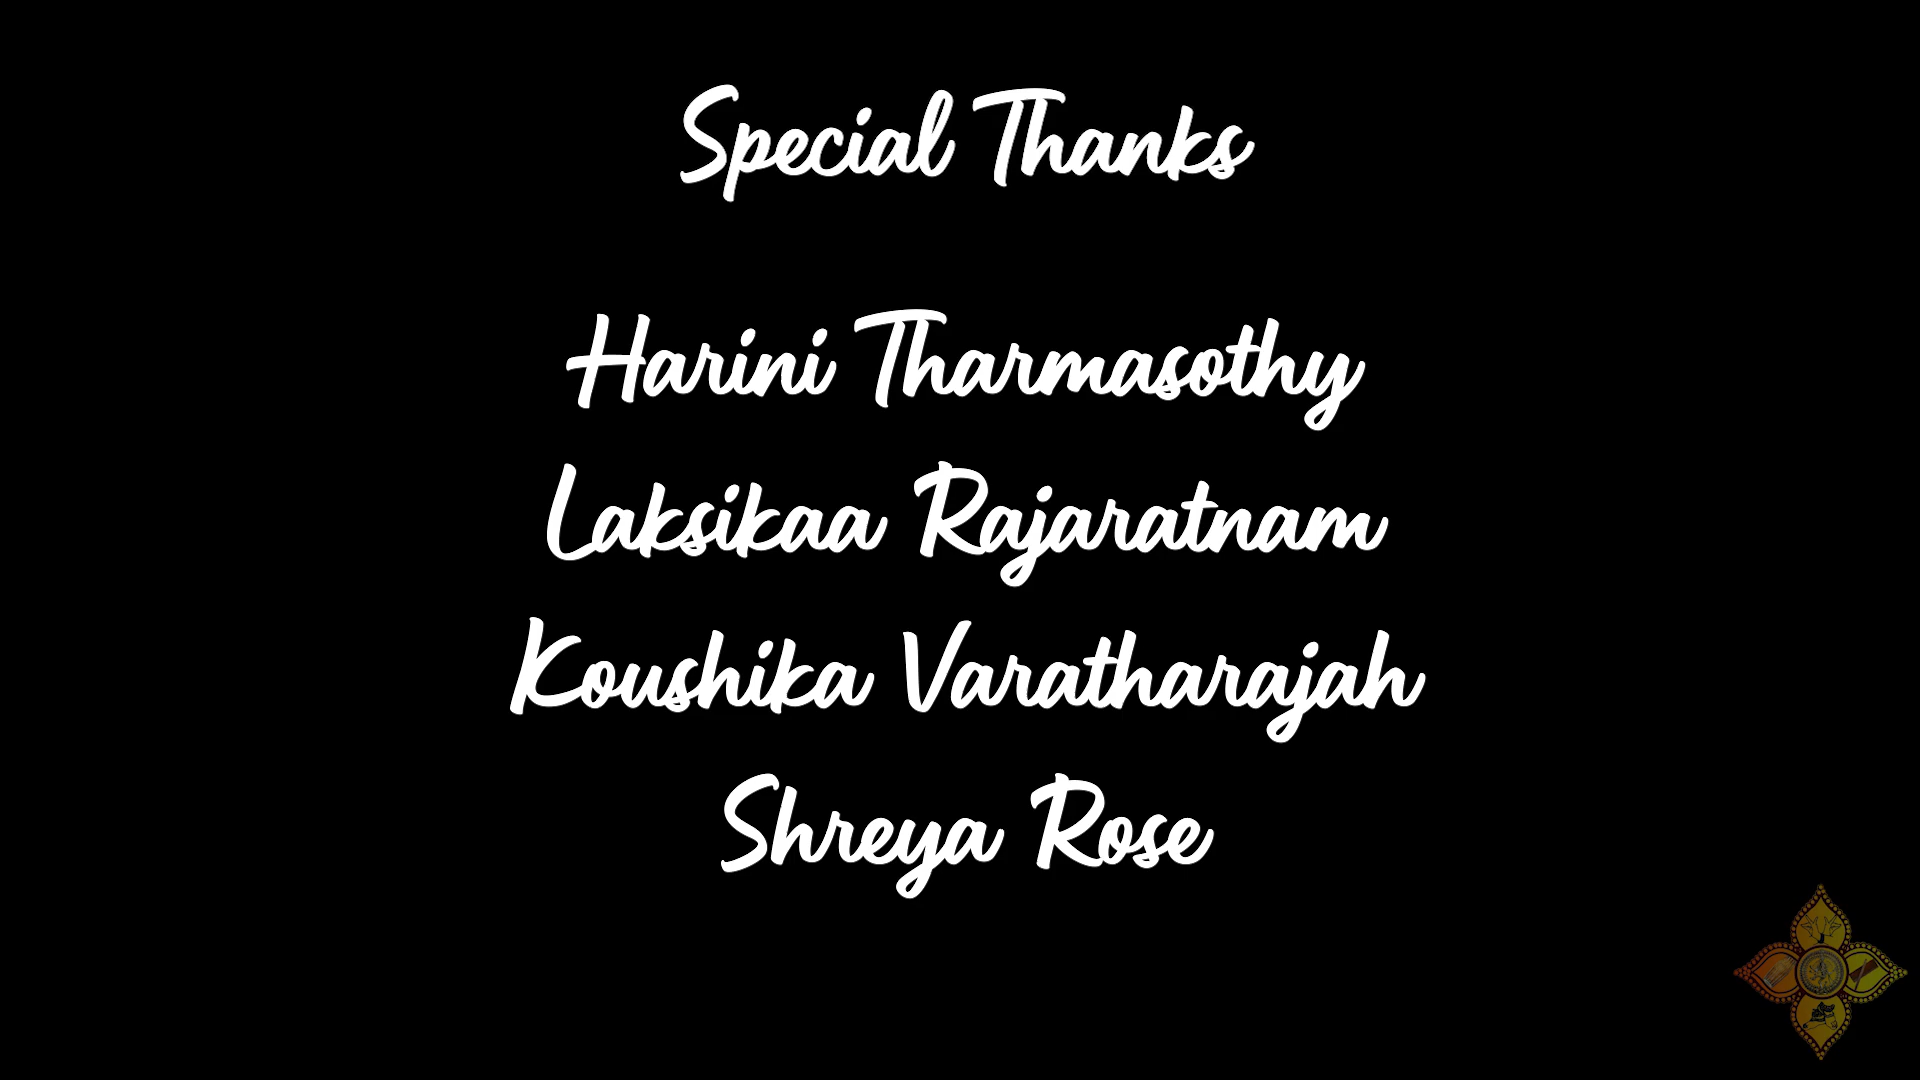 Special Thanks
Harini Tharmasothy
Laksikaa Rajaratnam
Koushika Varatharajah
Shreya Rose